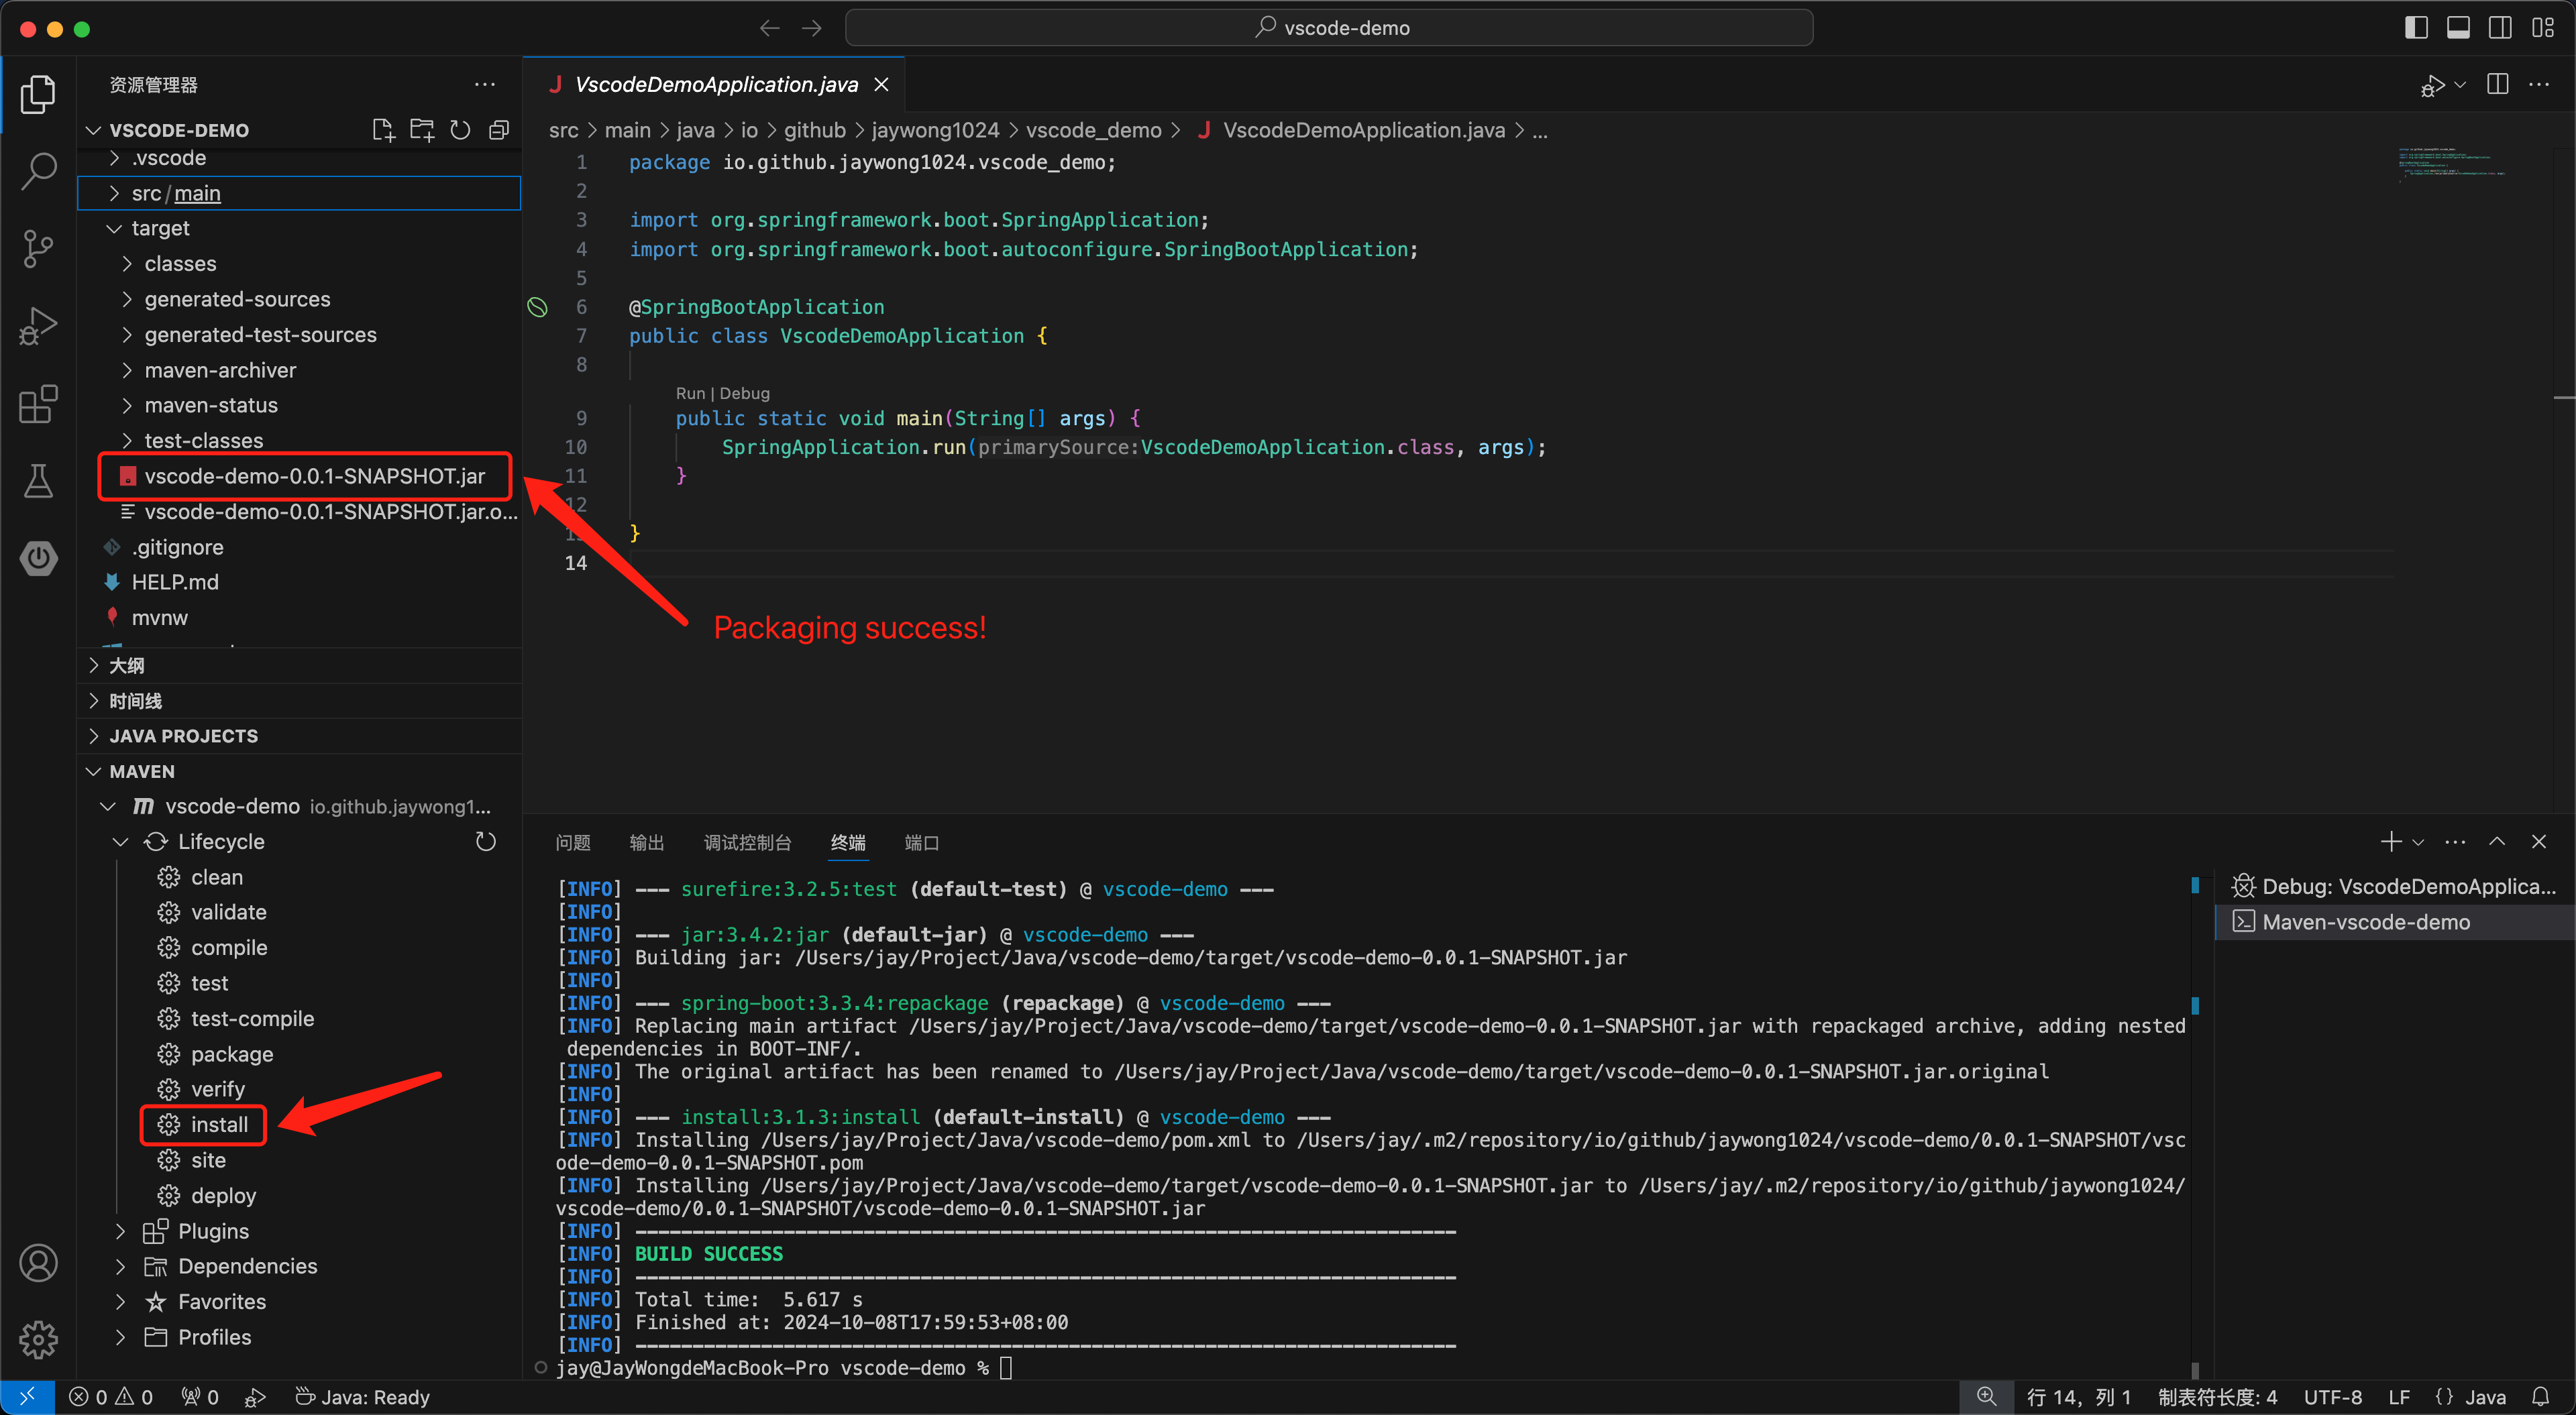 vscode-demo
资源管理器
VSCODE-DEMO
.vscode
src/main
target
classes
generated-sources
generated-test-sources
maven-archiver
maven-status
test-classes
vscode-demo-0.0.1-SNAPSHOT.jar
vscode-demo-0.0.1-SNAPSHOT.jar.o...
.gitignore
HELP.md
mvnw
大纲
时间线
JAVA PROJECTS
MAVEN
vscode-demo io.github.jaywong1...
Lifecycle
clean
validate
compile
test
test-compile
package
verify
install
site
deploy
Plugins
Dependencies
Favorites
Profiles
J VscodeDemoApplication.java
src > main > java > io > github > jaywong1024 > vscode_demo > J VscodeDemoApplication.java > ...
1 package io.github.jaywong1024.vscode_demo;
2
3 import org.springframework.boot.SpringApplication;
4 import org.springframework.boot.autoconfigure.SpringBootApplication;
5
6 @SpringBootApplication
7 public class VscodeDemoApplication {
8
Run | Debug
9 public static void main(String[] args) {
10 SpringApplication.run(primarySource:VscodeDemoApplication.class, args);
11 }
12
}
14
Packaging success!
问题 输出 调试控制台 终端 端口
[INFO] --- surefire:3.2.5:test (default-test) @ vscode-demo ---
[INFO]
[INFO] --- jar:3.4.2:jar (default-jar) @ vscode-demo ---
[INFO] Building jar: /Users/jay/Project/Java/vscode-demo/target/vscode-demo-0.0.1-SNAPSHOT.jar
[INFO]
[INFO] --- spring-boot:3.3.4:repackage (repackage) @ vscode-demo ---
[INFO] Replacing main artifact /Users/jay/Project/Java/vscode-demo/target/vscode-demo-0.0.1-SNAPSHOT.jar with repackaged archive, adding nested
dependencies in BOOT-INF/.
[INFO] The original artifact has been renamed to /Users/jay/Project/Java/vscode-demo/target/vscode-demo-0.0.1-SNAPSHOT.jar.original
[INFO]
[INFO] --- install:3.1.3:install (default-install) @ vscode-demo ---
[INFO] Installing /Users/jay/Project/Java/vscode-demo/pom.xml to /Users/jay/.m2/repository/io/github/jaywong1024/vscode-demo/0.0.1-SNAPSHOT/vsc
ode-demo-0.0.1-SNAPSHOT.pom
[INFO] Installing /Users/jay/Project/Java/vscode-demo/target/vscode-demo-0.0.1-SNAPSHOT.jar to /Users/jay/.m2/repository/io/github/jaywong1024/
vscode-demo/0.0.1-SNAPSHOT/vscode-demo-0.0.1-SNAPSHOT.jar
[INFO] ------------------------------------------------------------------------
[INFO] BUILD SUCCESS
[INFO] ------------------------------------------------------------------------
[INFO] Total time:  5.617 s
[INFO] Finished at: 2024-10-08T17:59:53+08:00
[INFO] ------------------------------------------------------------------------
jay@JayWongdeMacBook-Pro vscode-demo %
Debug: VscodeDemoApplica...
Maven-vscode-demo
0 0 0 Java: Ready 行 14，列 1 制表符长度: 4 UTF-8 LF {} Java